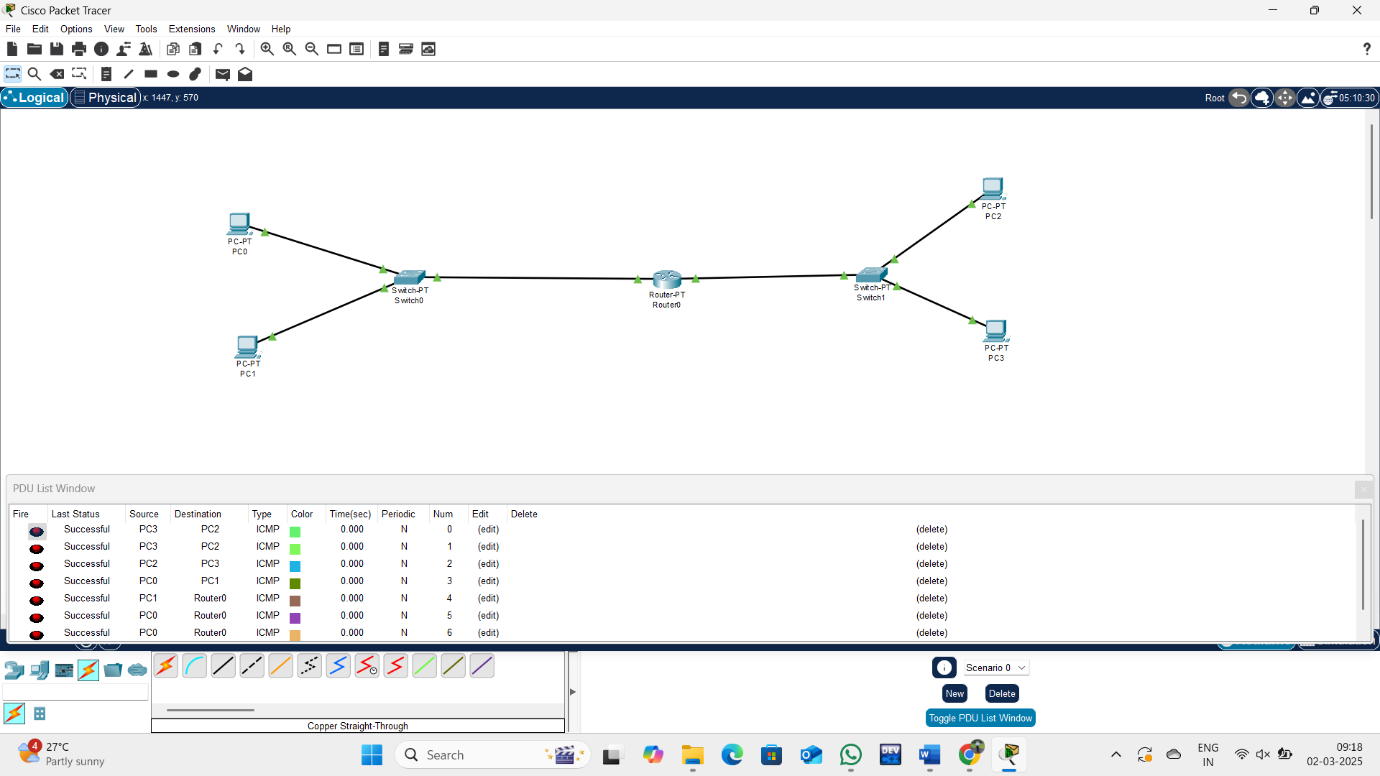 Cisco Packet Tracer
File Edit Options View Tools Extensions Window Help
?
Logical Physical x: 1447, y: 570 Root 05:10:30
PC-PT
PC0
PC-PT
PC1
Switch-PT
Switch0
Router-PT
Router0
Switch-PT
Switch1
PC-PT
PC2
PC-PT
PC3
PDU List Window
Fire Last Status Source Destination Type Color Time(sec) Periodic Num Edit Delete
Successful PC3 PC2 ICMP 0.000 N 0 (edit) (delete)
Successful PC3 PC2 ICMP 0.000 N 1 (edit) (delete)
Successful PC2 PC3 ICMP 0.000 N 2 (edit) (delete)
Successful PC0 PC1 ICMP 0.000 N 3 (edit) (delete)
Successful PC1 Router0 ICMP 0.000 N 4 (edit) (delete)
Successful PC0 Router0 ICMP 0.000 N 5 (edit) (delete)
Successful PC0 Router0 ICMP 0.000 N 6 (edit) (delete)
Scenario 0
New Delete
Toggle PDU List Window
Copper Straight-Through
4 27°C
Partly sunny
Search
DEV
ENG
IN
09:18
02-03-2025